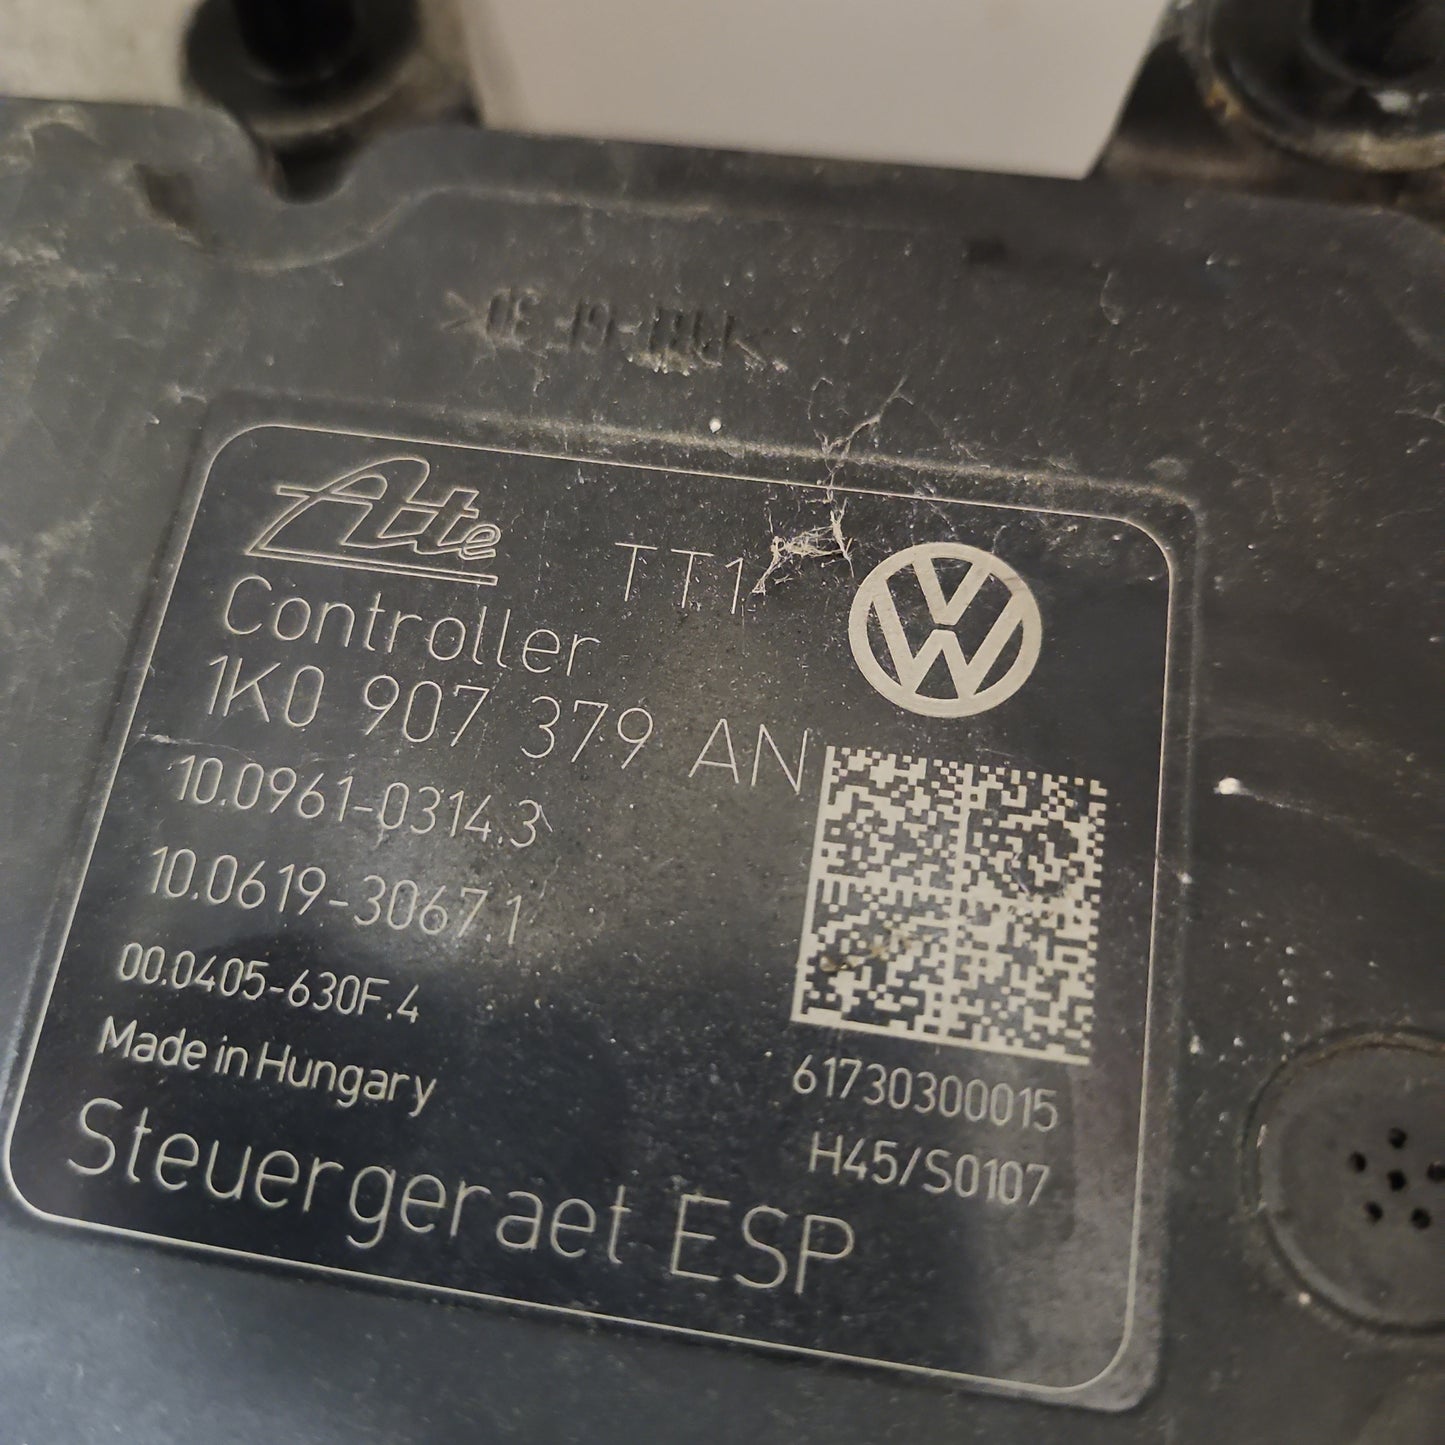 Ate
TT1
Controller
1K0 907 379 AN
10.0961-0314.3
10.0619-3067.1
00.0405-630F.4
Made in Hungary
61730300015
H45/S0107
Steuergeraet ESP